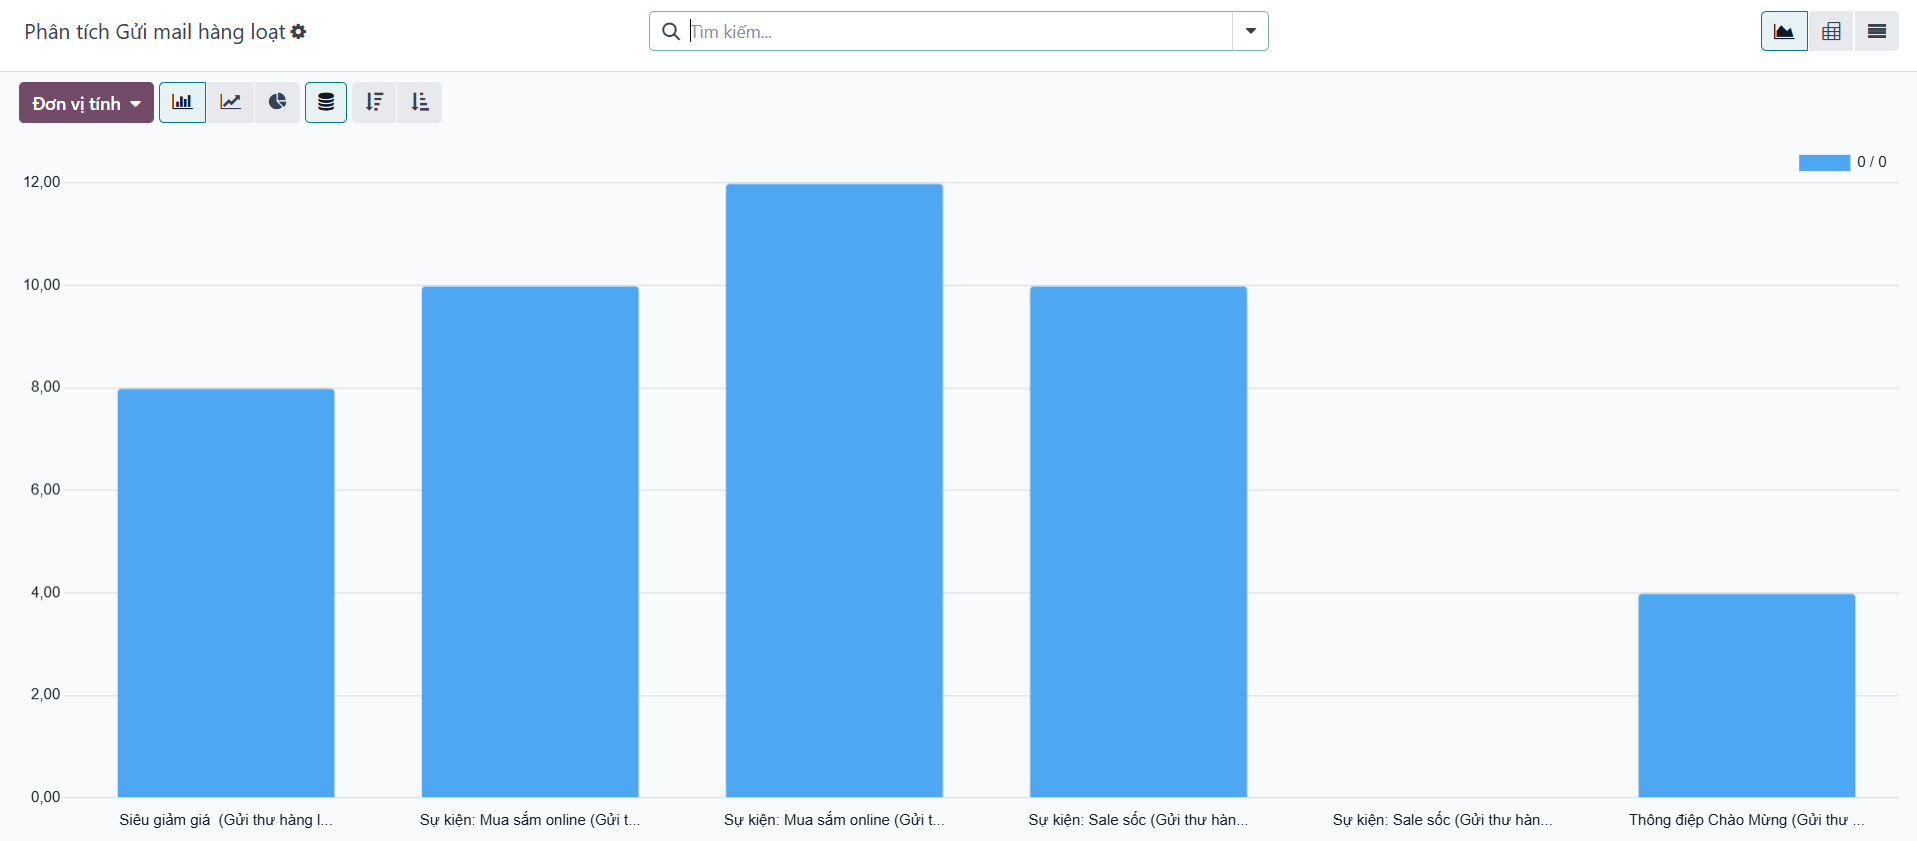 Phân tích Gửi mail hàng loạt
Tìm kiếm...
Đơn vị tính
0 / 0
12,00
10,00
8,00
6,00
4,00
2,00
0,00
Siêu giảm giá (Gửi thư hàng l...
Sự kiện: Mua sắm online (Gửi t...
Sự kiện: Mua sắm online (Gửi t...
Sự kiện: Sale sốc (Gửi thư hàn...
Sự kiện: Sale sốc (Gửi thư hàn...
Thông điệp Chào Mừng (Gửi thư ...